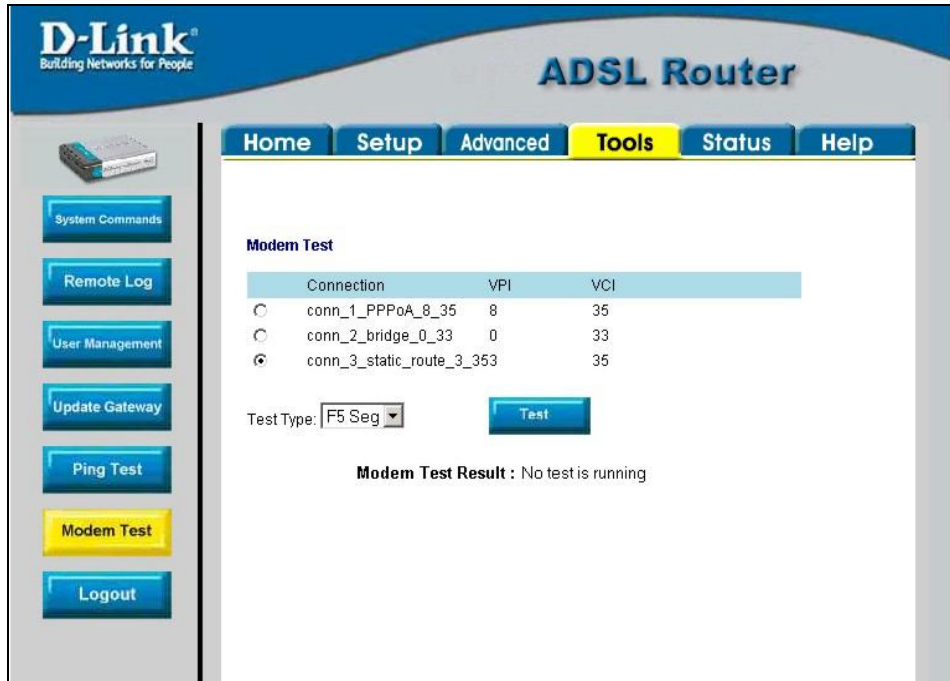 D-Link®
Building Networks for People
ADSL Router
Home Setup Advanced Tools Status Help
System Commands
Remote Log
User Management
Update Gateway
Ping Test
Modem Test
Logout
Modem Test
Connection VPI VCI
conn_1_PPPoA_8_35 8 35
conn_2_bridge_0_33 0 33
conn_3_static_route_3_353 35
Test Type: F5 Seg Test
Modem Test Result : No test is running